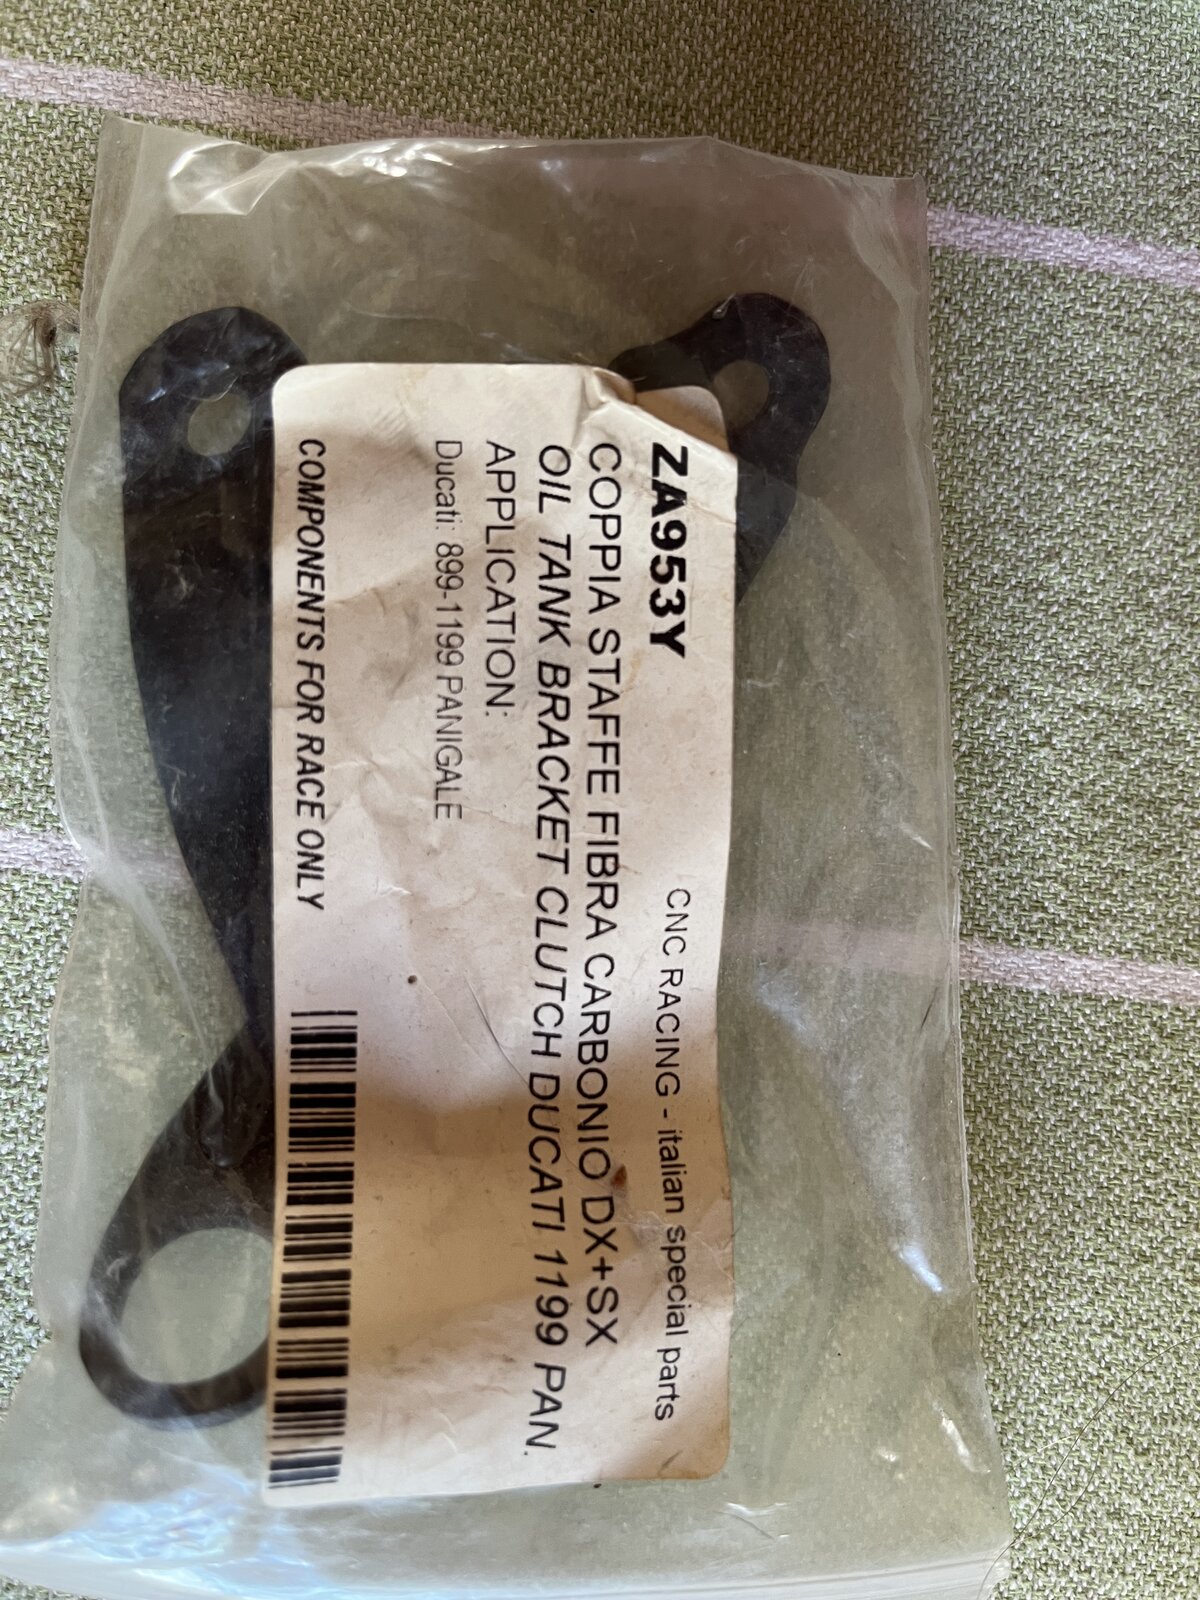 ZA953Y
CNC RACING - italian special parts
COPPIA STAFFE FIBRA CARBONIO DX+SX
OIL TANK BRACKET CLUTCH DUCATI 1199 PAN.
APPLICATION:
Ducati: 899-1199 PANIGALE
COMPONENTS FOR RACE ONLY